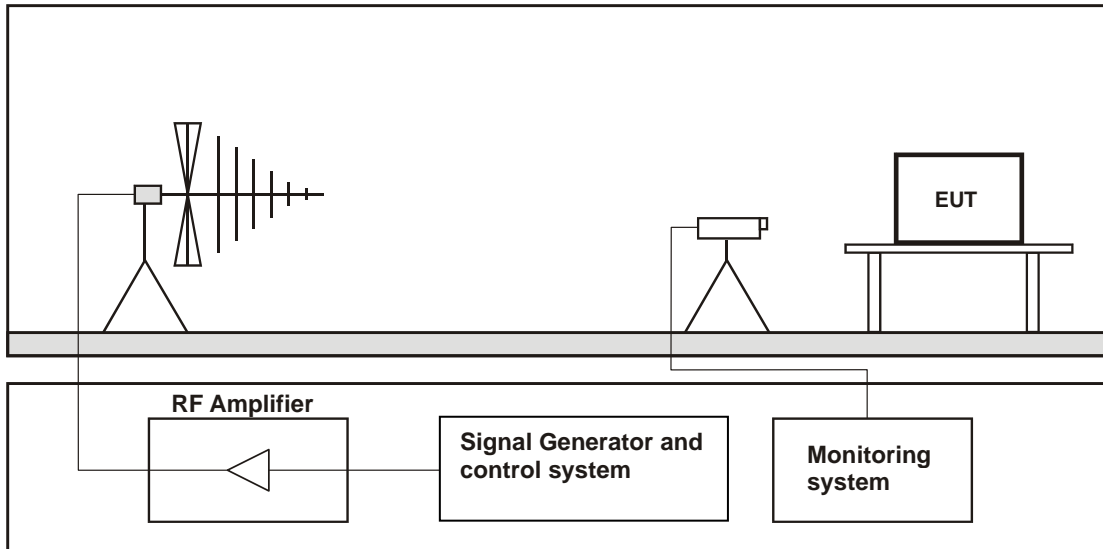 EUT
RF Amplifier
Signal Generator and
control system
Monitoring
system